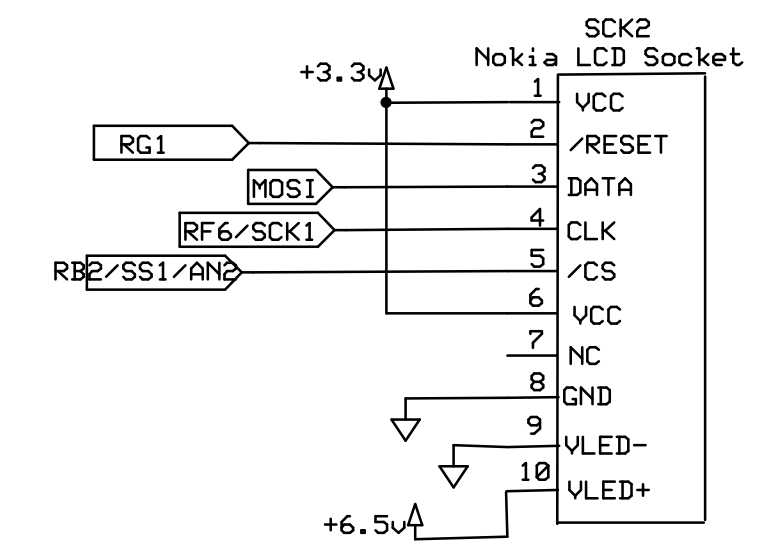 SCK2
Nokia LCD Socket
+3.3v
1 VCC
RG1 2 /RESET
MOSI 3 DATA
RF6/SCK1 4 CLK
RB2/SS1/AN2 5 /CS
6 VCC
7 NC
8 GND
9 VLED-
10 VLED+
+6.5v